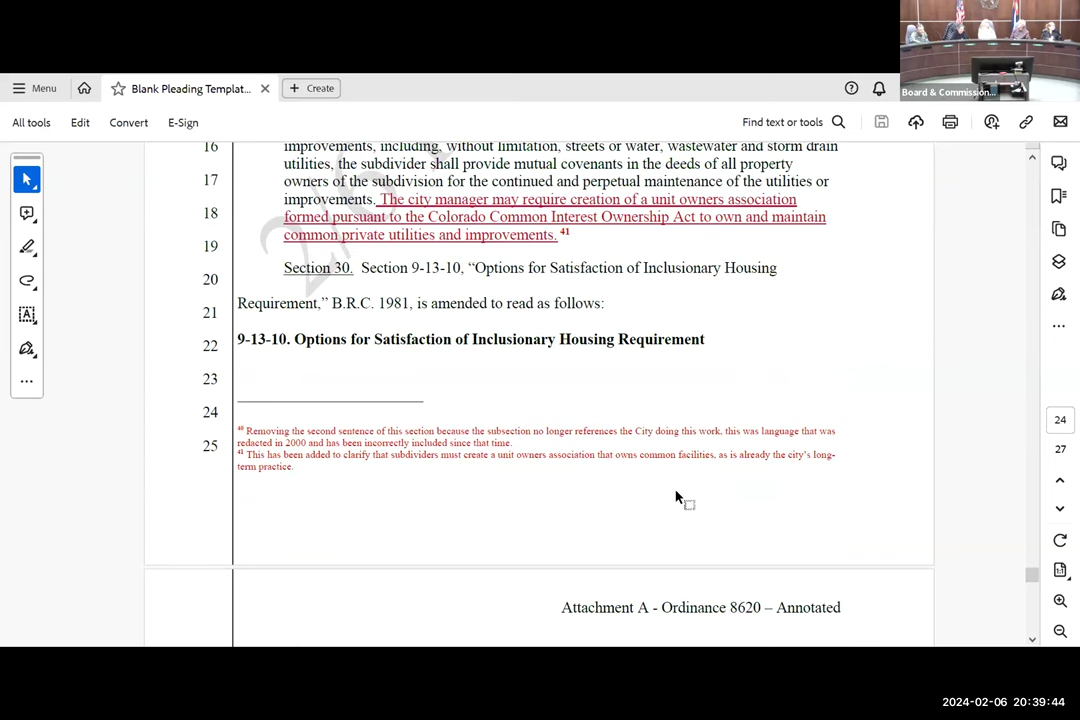 Board & Commission...
Menu
Blank Pleading Templat...
Create
All tools
Edit
Convert
E-Sign
Find text or tools
16 improvements, including, without limitation, streets or water, wastewater and storm drain
utilities, the subdivider shall provide mutual covenants in the deeds of all property
17 owners of the subdivision for the continued and perpetual maintenance of the utilities or
improvements. The city manager may require creation of a unit owners association
18 formed pursuant to the Colorado Common Interest Ownership Act to own and maintain
19 common private utilities and improvements. 41
20 Section 30. Section 9-13-10, “Options for Satisfaction of Inclusionary Housing
21 Requirement,” B.R.C. 1981, is amended to read as follows:
22 9-13-10. Options for Satisfaction of Inclusionary Housing Requirement
23
24
40 Removing the second sentence of this section because the subsection no longer references the City doing this work, this was language that was
25 redacted in 2000 and has been incorrectly included since that time.
41 This has been added to clarify that subdividers must create a unit owners association that owns common facilities, as is already the city’s long-
term practice.
2/6/
24
27
1:1
Attachment A - Ordinance 8620 – Annotated
2024-02-06 20:39:44